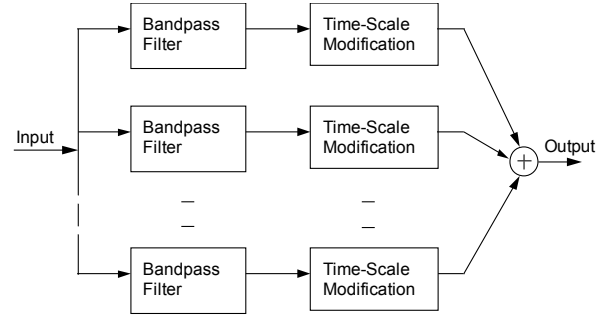 Bandpass
Filter
Time-Scale
Modification
Input
Bandpass
Filter
Time-Scale
Modification
+
Output
Bandpass
Filter
Time-Scale
Modification